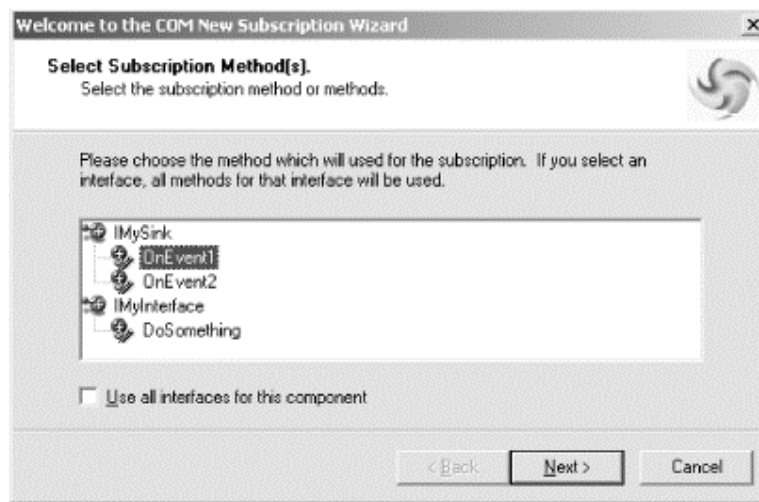 Welcome to the COM New Subscription Wizard
Select Subscription Method(s).
Select the subscription method or methods.
Please choose the method which will used for the subscription. If you select an
interface, all methods for that interface will be used.
IMySink
OnEvent1
OnEvent2
IMyInterface
DoSomething
Use all interfaces for this component
< Back
Next >
Cancel